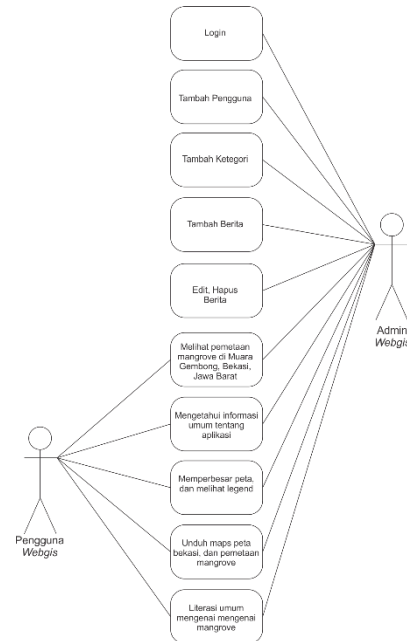 Login
Tambah Pengguna
Tambah Ketegori
Tambah Berita
Edit, Hapus
Berita
Admin
Webgis
Melihat pemetaan
mangrove di Muara
Gembong, Bekasi,
Jawa Barat
Mengetahui informasi
umum tentang
aplikasi
Memperbesar peta,
dan melihat legend
Pengguna
Webgis
Unduh maps peta
bekasi, dan pemetaan
mangrove
Literasi umum
mengenai mengenai
mangrove